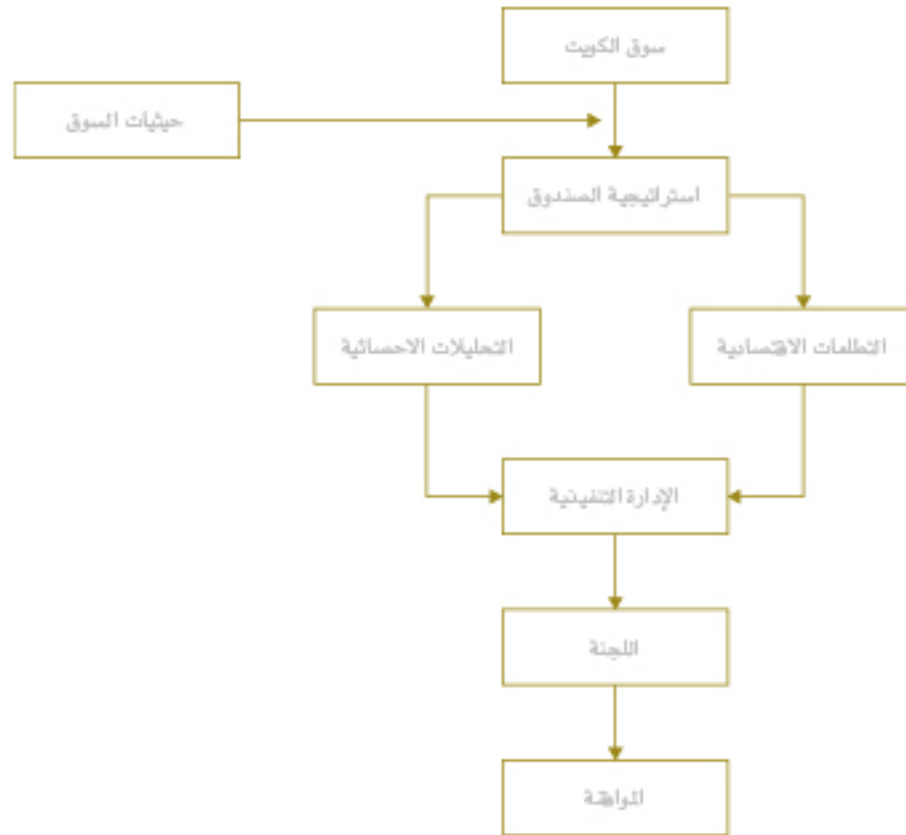 سوق الكويت
حيثيات السوق
استراتيجية الصندوق
التحليلات الاحصائية
التطلعات الاقتصادية
الإدارة التنفيذية
اللجنة
الموافقة